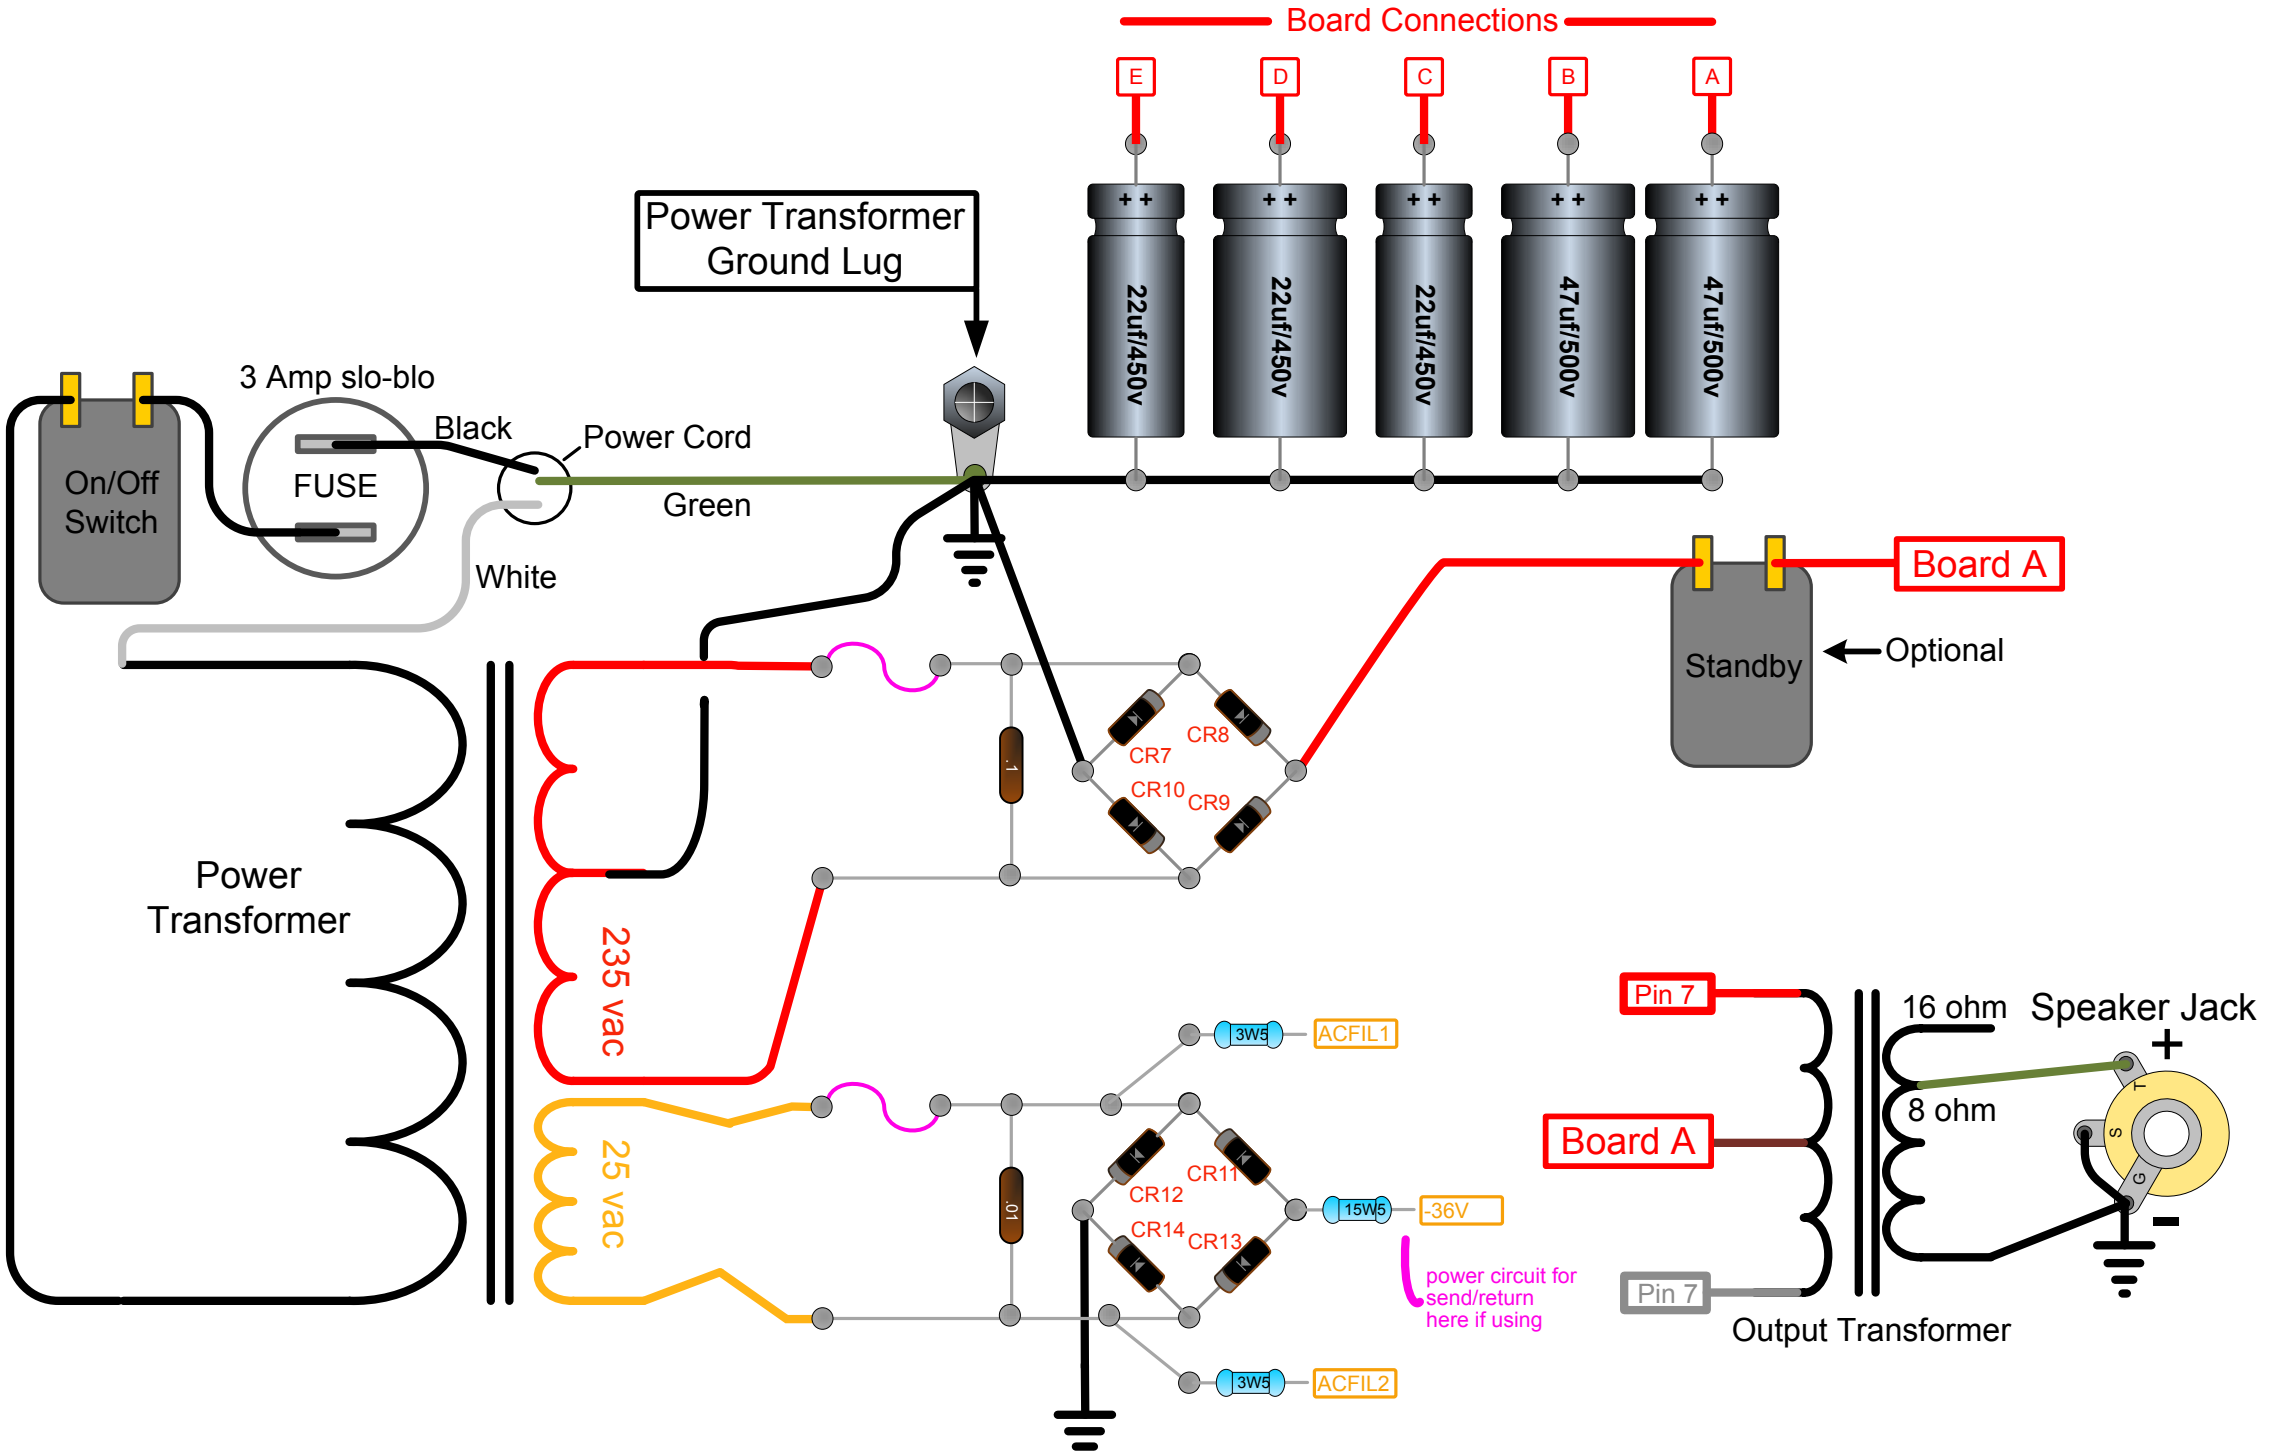 Board Connections
E
D
C
B
A
Power Transformer
Ground Lug
++
++
++
++
++
22uf/450v
22uf/450v
22uf/450v
47uf/500v
47uf/500v
3 Amp slo-blo
Black
Power Cord
On/Off
Switch
FUSE
Green
White
Board A
Optional
Standby
CR8
CR7
.1
CR10
CR9
Power
Transformer
235 vac
Pin 7
16 ohm
Speaker Jack
+
3W5
ACFIL1
T
8 ohm
Board A
S
25 vac
CR11
CR12
G
.01
15W5
-36V
-
CR14
CR13
power circuit for
send/return
here if using
Pin 7
Output Transformer
3W5
ACFIL2